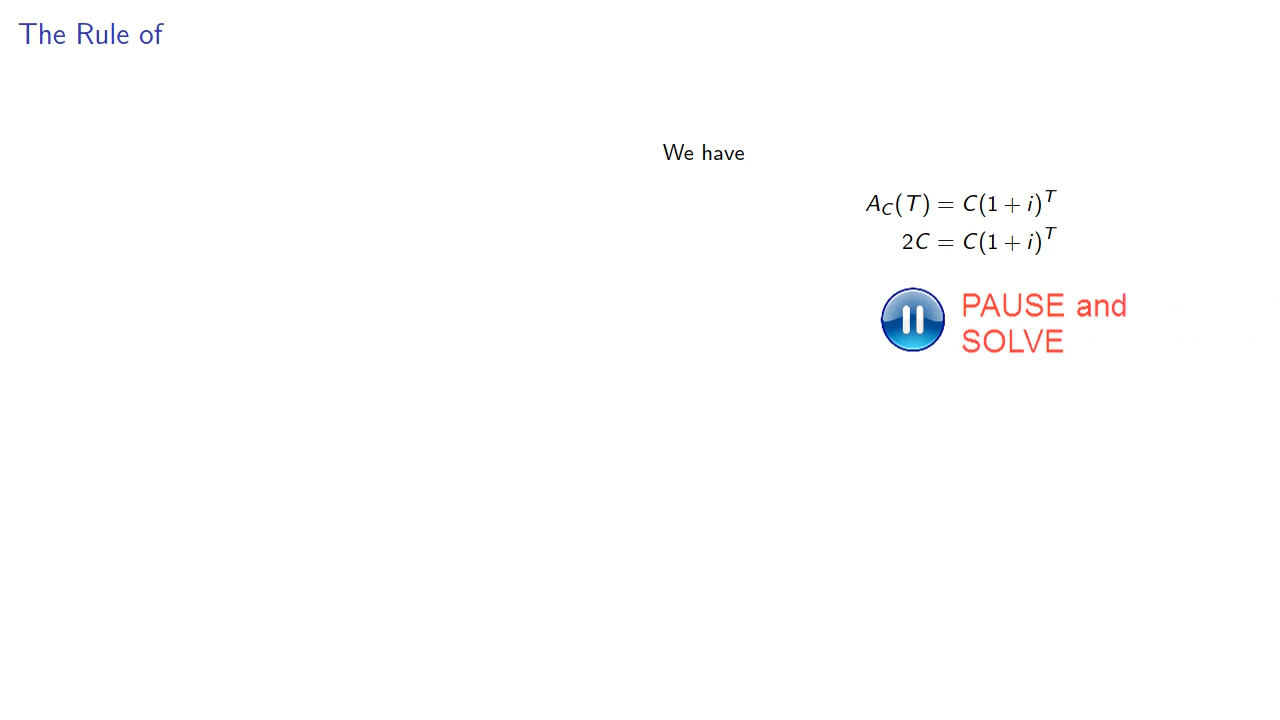 The Rule of
We have
A_C(T) = C(1 + i)^T
2C = C(1 + i)^T
PAUSE and
SOLVE